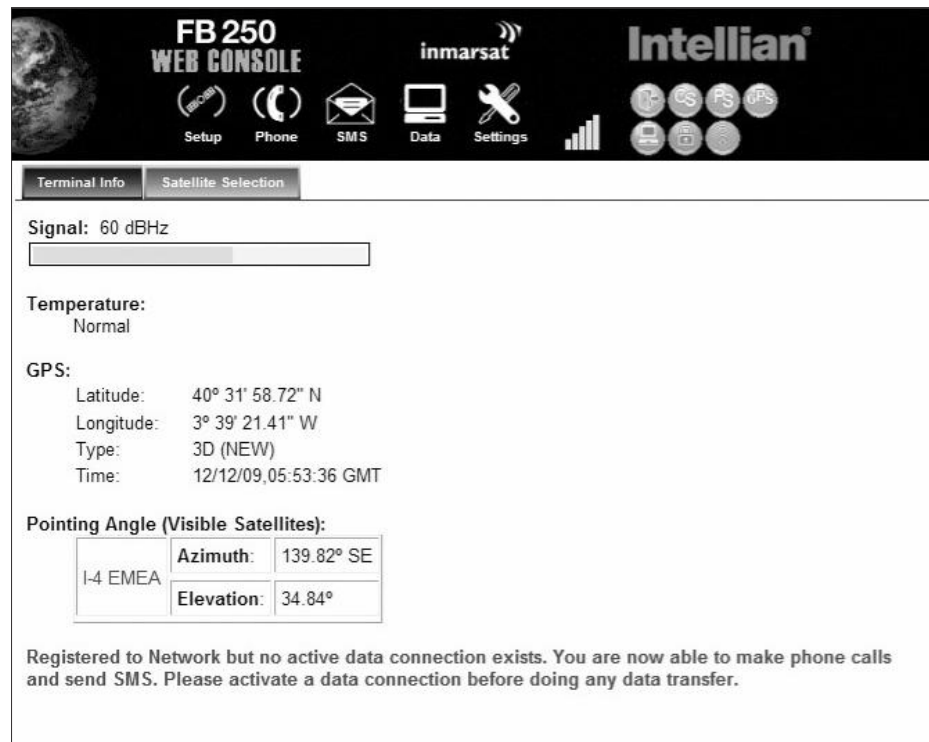 FB 250
WEB CONSOLE
inmarsat
Intellian
Setup
Phone
SMS
Data
Settings
CS
PS
GPS
Terminal Info
Satellite Selection
Signal: 60 dBHz
Temperature:
Normal
GPS:
Latitude: 40º 31' 58.72" N
Longitude: 3º 39' 21.41" W
Type: 3D (NEW)
Time: 12/12/09,05:53:36 GMT
Pointing Angle (Visible Satellites):
I-4 EMEA
Azimuth: 139.82º SE
Elevation: 34.84º
Registered to Network but no active data connection exists. You are now able to make phone calls
and send SMS. Please activate a data connection before doing any data transfer.